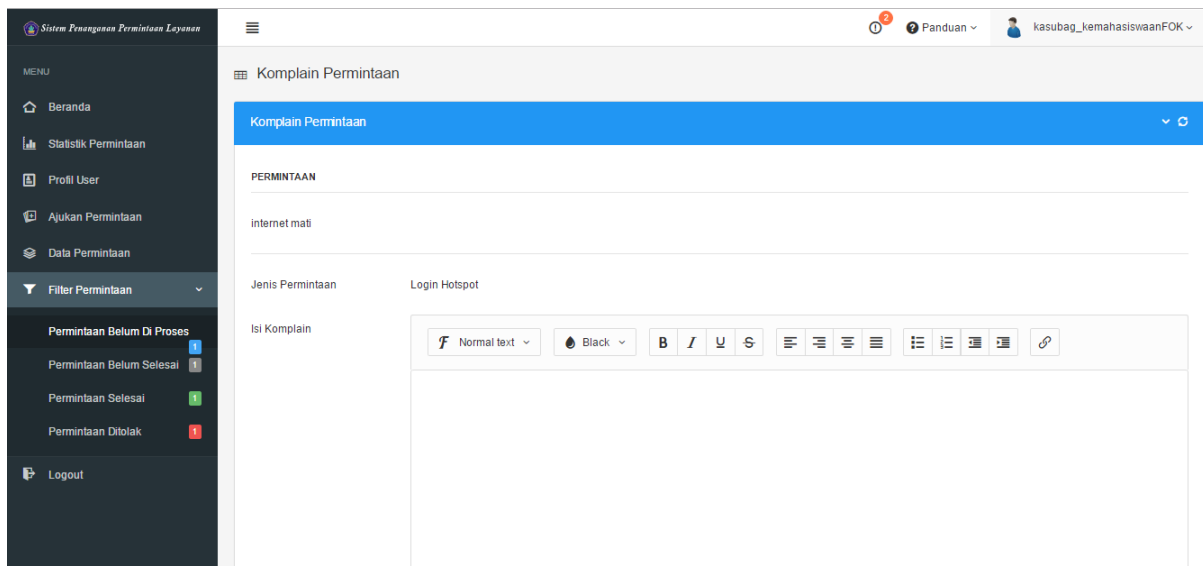 Sistem Penanganan Permintaan Layanan
2
Panduan
kasubag_kemahasiswaanFOK
MENU
Beranda
Statistik Permintaan
Profil User
Ajukan Permintaan
Data Permintaan
Filter Permintaan
Permintaan Belum Di Proses
1
Permintaan Belum Selesai 1
Permintaan Selesai 1
Permintaan Ditolak 1
Logout
Komplain Permintaan
Komplain Permintaan
PERMINTAAN
internet mati
Jenis Permintaan Login Hotspot
Isi Komplain
Normal text Black B I U S